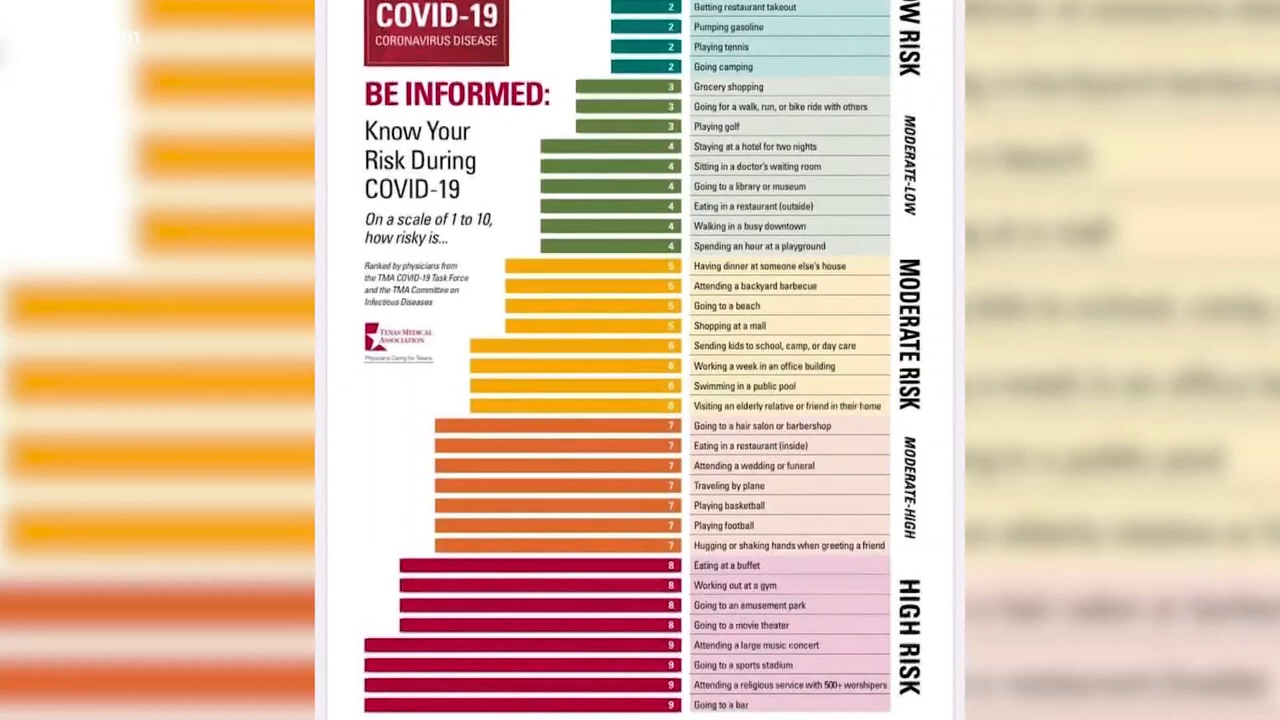 COVID-19
CORONAVIRUS DISEASE
BE INFORMED:
Know Your
Risk During
COVID-19
On a scale of 1 to 10,
how risky is...
Ranked by physicians from
the TMA COVID-19 Task Force
and the TMA Committee on
Infectious Diseases
TEXAS MEDICAL
ASSOCIATION
Physicians Caring for Texans
2 Getting restaurant takeout
2 Pumping gasoline
2 Playing tennis
2 Going camping
3 Grocery shopping
3 Going for a walk, run, or bike ride with others
3 Playing golf
4 Staying at a hotel for two nights
4 Sitting in a doctor's waiting room
4 Going to a library or museum
4 Eating in a restaurant (outside)
4 Walking in a busy downtown
4 Spending an hour at a playground
5 Having dinner at someone else's house
5 Attending a backyard barbecue
5 Going to a beach
5 Shopping at a mall
6 Sending kids to school, camp, or day care
6 Working a week in an office building
6 Swimming in a public pool
6 Visiting an elderly relative or friend in their home
7 Going to a hair salon or barbershop
7 Eating in a restaurant (inside)
7 Attending a wedding or funeral
7 Traveling by plane
7 Playing basketball
7 Playing football
7 Hugging or shaking hands when greeting a friend
8 Eating at a buffet
8 Working out at a gym
8 Going to an amusement park
8 Going to a movie theater
9 Attending a large music concert
9 Going to a sports stadium
9 Attending a religious service with 500+ worshipers
9 Going to a bar
OW RISK
MODERATE-LOW
MODERATE RISK
MODERATE-HIGH
HIGH RISK